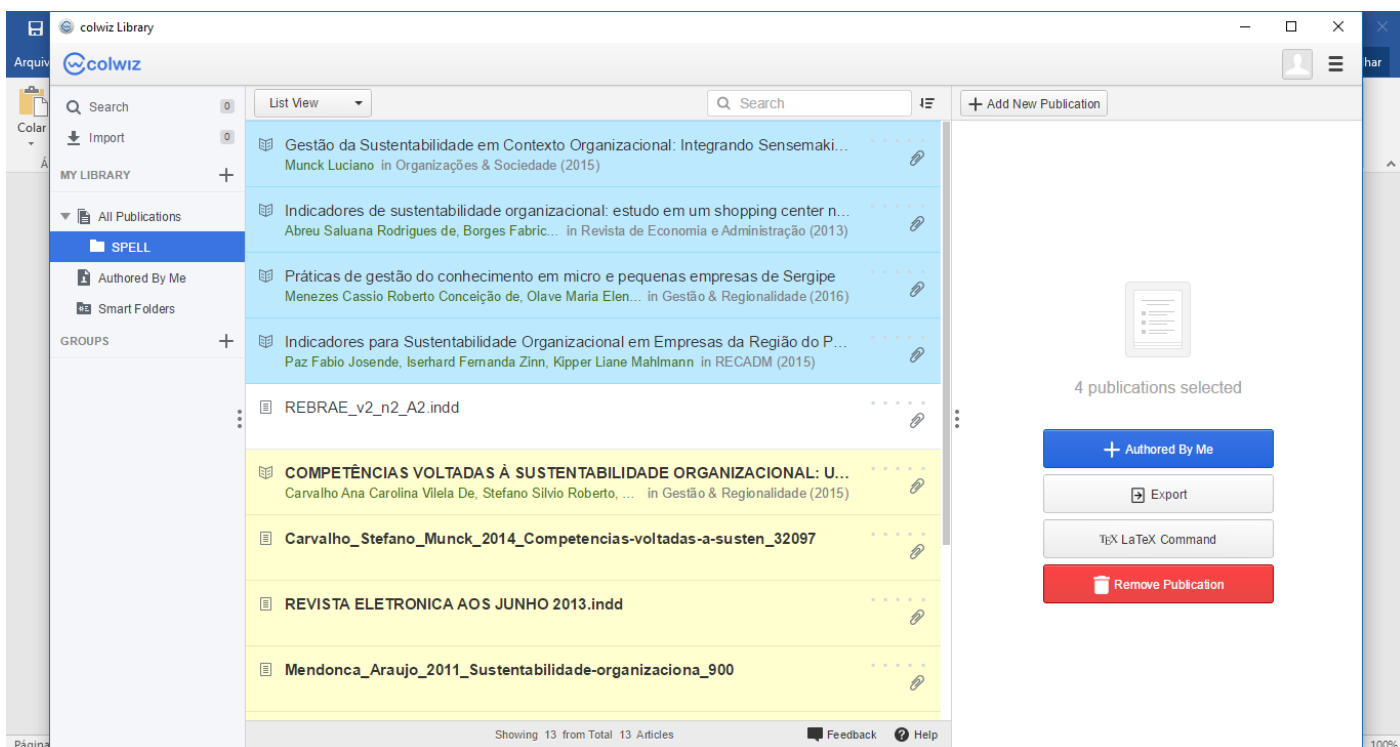 colwiz Library
Arquiv
har
colwiz
Colar
Á
Search 0
Import 0
MY LIBRARY
All Publications
SPELL
Authored By Me
Smart Folders
GROUPS
List View
Search
Gestão da Sustentabilidade em Contexto Organizacional: Integrando Sensemaki...
Munck Luciano in Organizações & Sociedade (2015)
Indicadores de sustentabilidade organizacional: estudo em um shopping center n...
Abreu Saluana Rodrigues de, Borges Fabric... in Revista de Economia e Administração (2013)
Práticas de gestão do conhecimento em micro e pequenas empresas de Sergipe
Menezes Cassio Roberto Conceição de, Olave Maria Elen... in Gestão & Regionalidade (2016)
Indicadores para Sustentabilidade Organizacional em Empresas da Região do P...
Paz Fabio Josende, Iserhard Fernanda Zinn, Kipper Liane Mahlmann in RECADM (2015)
REBRAE_v2_n2_A2.indd
COMPETÊNCIAS VOLTADAS À SUSTENTABILIDADE ORGANIZACIONAL: U...
Carvalho Ana Carolina Vilela De, Stefano Silvio Roberto, ... in Gestão & Regionalidade (2015)
Carvalho_Stefano_Munck_2014_Competencias-voltadas-a-susten_32097
REVISTA ELETRONICA AOS JUNHO 2013.indd
Mendonca_Araujo_2011_Sustentabilidade-organizaciona_900
Showing 13 from Total 13 Articles
Feedback
Help
+ Add New Publication
4 publications selected
+ Authored By Me
Export
TEX LaTeX Command
Remove Publication
Página
100%